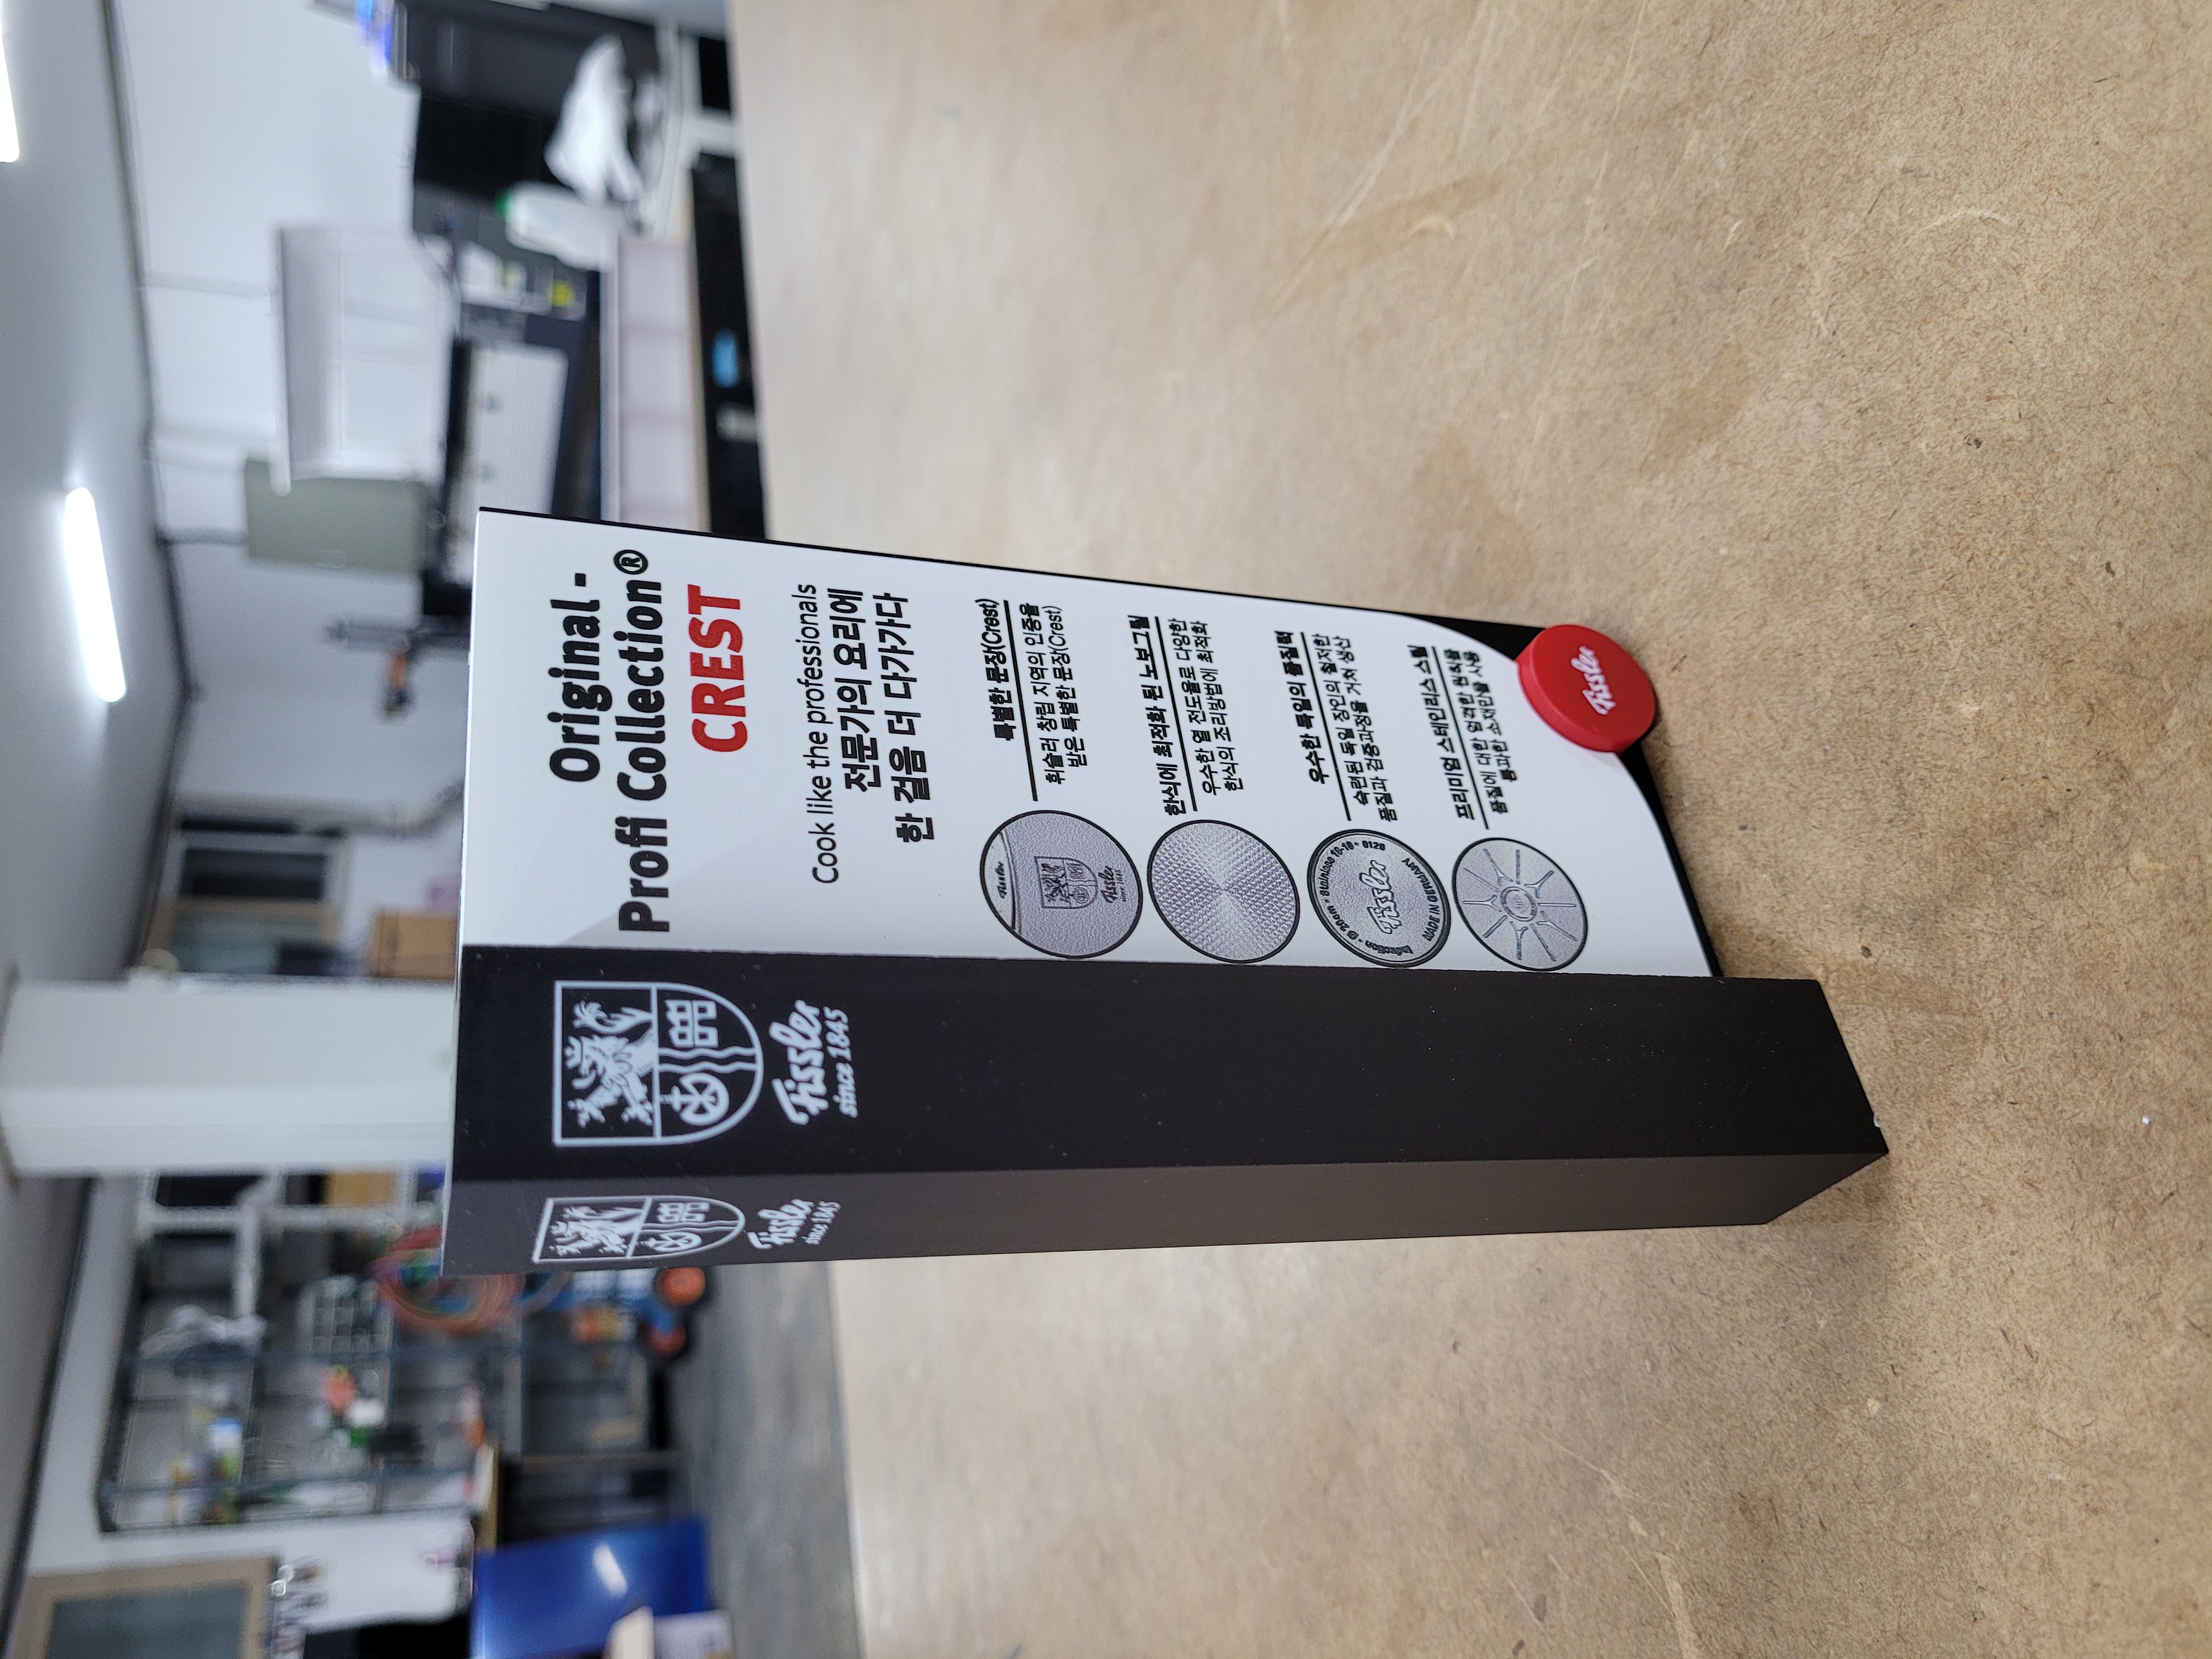 Original -
Profi Collection®
CREST
Cook like the professionals
전문가의 요리에
한 걸음 더 다가가다
특별한 문장(Crest)
휘슬러 창립 지역의 인증을
받은 특별한 문장(Crest)
한식에 최적화 된 노보그릴
우수한 열 전도율로 다양한
한식의 조리방법에 최적화
우수한 독일의 품질력
숙련된 독일 장인의 철저한
품질과 검증과정을 거쳐 생산
프리미엄 스테인리스 스틸
품질에 대한 엄격한 원칙을
통과한 소재만을 사용
Fissler
Fissler
since 1845
Fissler
since 1845
Fissler
Fissler
Stainless 18-10 • 0120
Fissler
MADE IN GERMANY